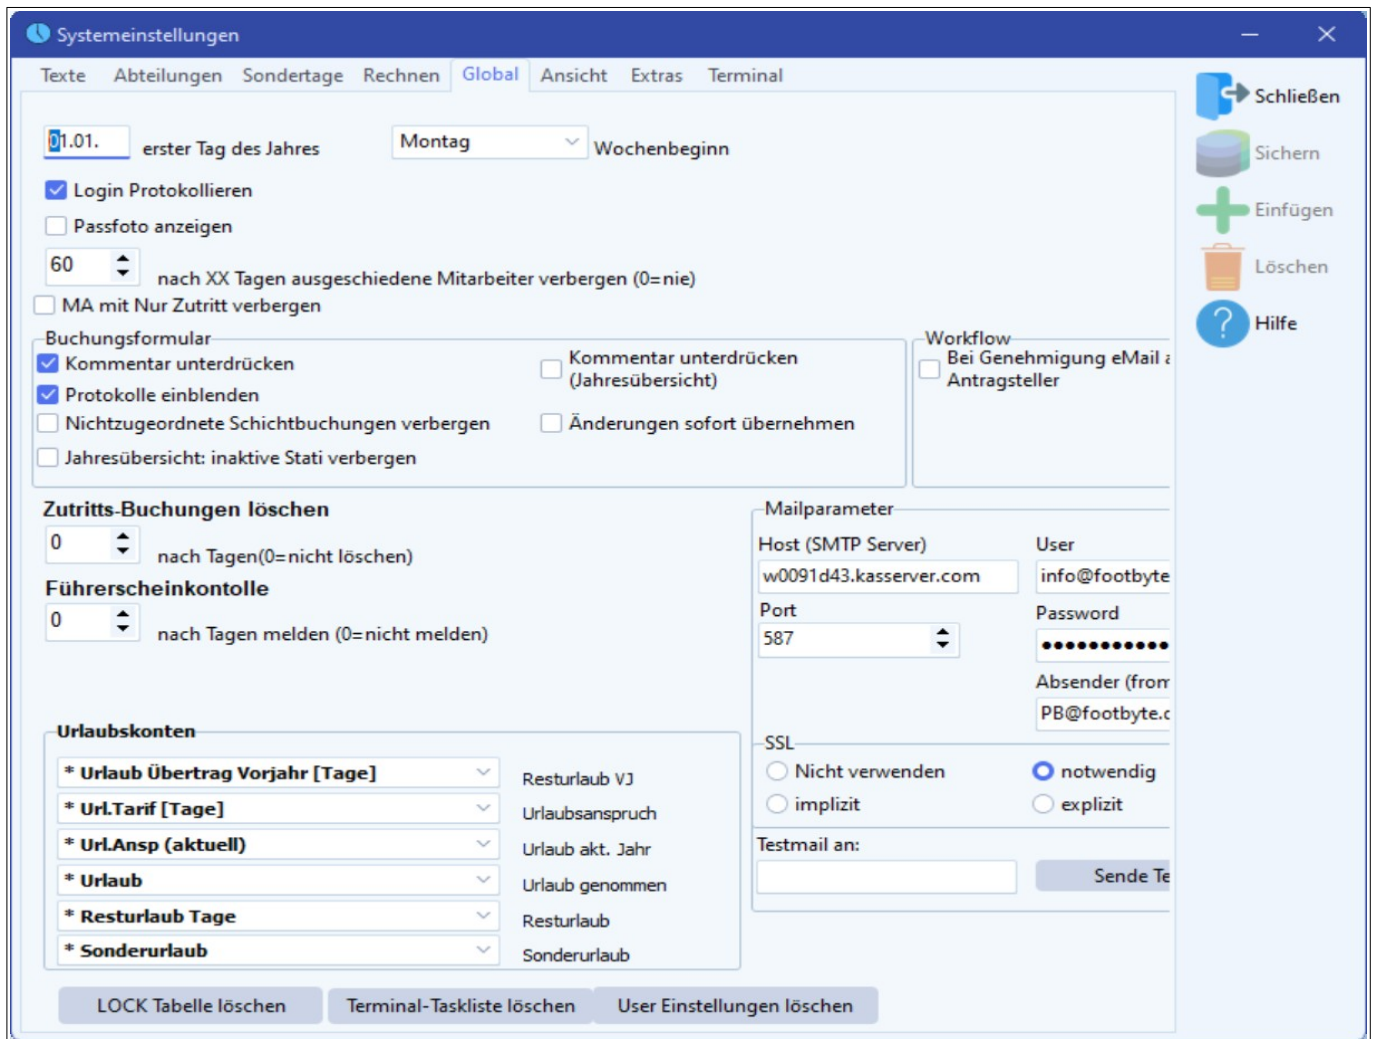 Systemeinstellungen
Texte Abteilungen Sondertage Rechnen Global Ansicht Extras Terminal
Schließen
Sichern
Einfügen
Löschen
Hilfe
01.01. erster Tag des Jahres Montag Wochenbeginn
Login Protokollieren
Passfoto anzeigen
60 nach XX Tagen ausgeschiedene Mitarbeiter verbergen (0=nie)
MA mit Nur Zutritt verbergen
Buchungsformular
Kommentar unterdrücken
Protokolle einblenden
Nichtzugeordnete Schichtbuchungen verbergen
Jahresübersicht: inaktive Stati verbergen
Kommentar unterdrücken
(Jahresübersicht)
Änderungen sofort übernehmen
Workflow
Bei Genehmigung eMail a
Antragsteller
Zutritts-Buchungen löschen
0 nach Tagen(0=nicht löschen)
Führerscheinkontolle
0 nach Tagen melden (0=nicht melden)
Mailparameter
Host (SMTP Server) User
w0091d43.kasserver.com info@footbyte
Port Password
587 ●●●●●●●●●●●
Absender (from
PB@footbyte.c
SSL
Nicht verwenden notwendig
implizit explizit
Testmail an:
Sende Te
Urlaubskonten
* Urlaub Übertrag Vorjahr [Tage] Resturlaub VJ
* Url.Tarif [Tage] Urlaubsanspruch
* Url.Ansp (aktuell) Urlaub akt. Jahr
* Urlaub Urlaub genommen
* Resturlaub Tage Resturlaub
* Sonderurlaub Sonderurlaub
LOCK Tabelle löschen Terminal-Taskliste löschen User Einstellungen löschen